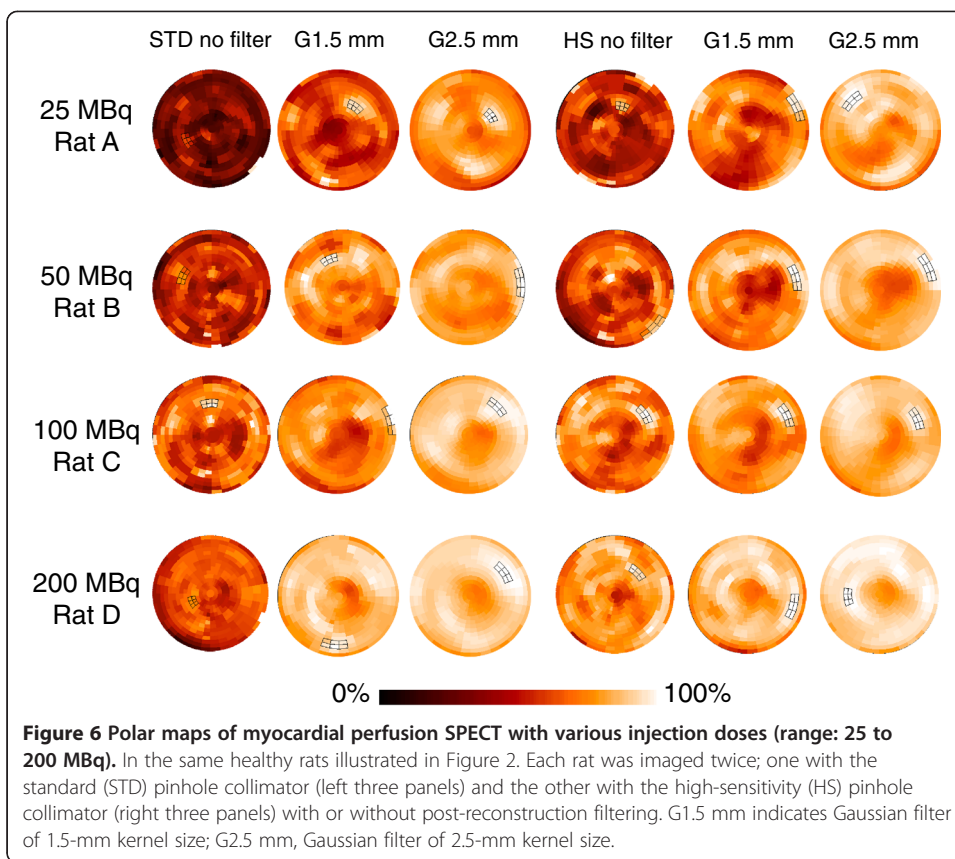 STD no filter G1.5 mm G2.5 mm HS no filter G1.5 mm G2.5 mm
25 MBq
Rat A
50 MBq
Rat B
100 MBq
Rat C
200 MBq
Rat D
0% 100%
Figure 6 Polar maps of myocardial perfusion SPECT with various injection doses (range: 25 to
200 MBq). In the same healthy rats illustrated in Figure 2. Each rat was imaged twice; one with the
standard (STD) pinhole collimator (left three panels) and the other with the high-sensitivity (HS) pinhole
collimator (right three panels) with or without post-reconstruction filtering. G1.5 mm indicates Gaussian filter
of 1.5-mm kernel size; G2.5 mm, Gaussian filter of 2.5-mm kernel size.